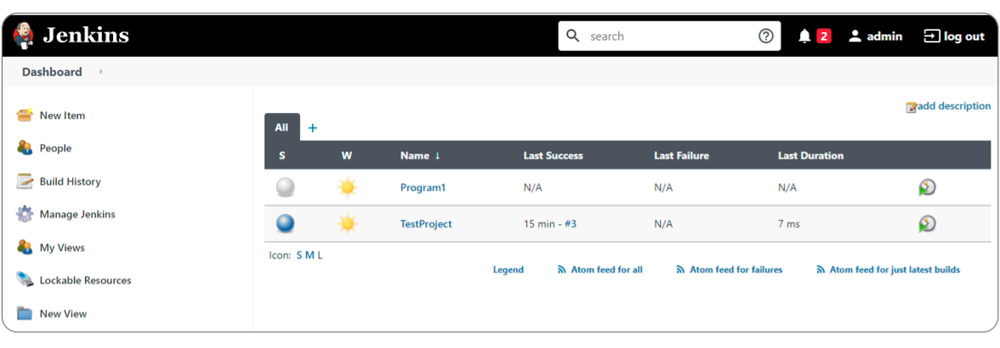 Jenkins
search
2
admin
log out
Dashboard
New Item
People
Build History
Manage Jenkins
My Views
Lockable Resources
New View
add description
All +
S W Name ↓ Last Success Last Failure Last Duration
Program1 N/A N/A N/A
TestProject 15 min - #3 N/A 7 ms
Icon: S M L
Legend Atom feed for all Atom feed for failures Atom feed for just latest builds